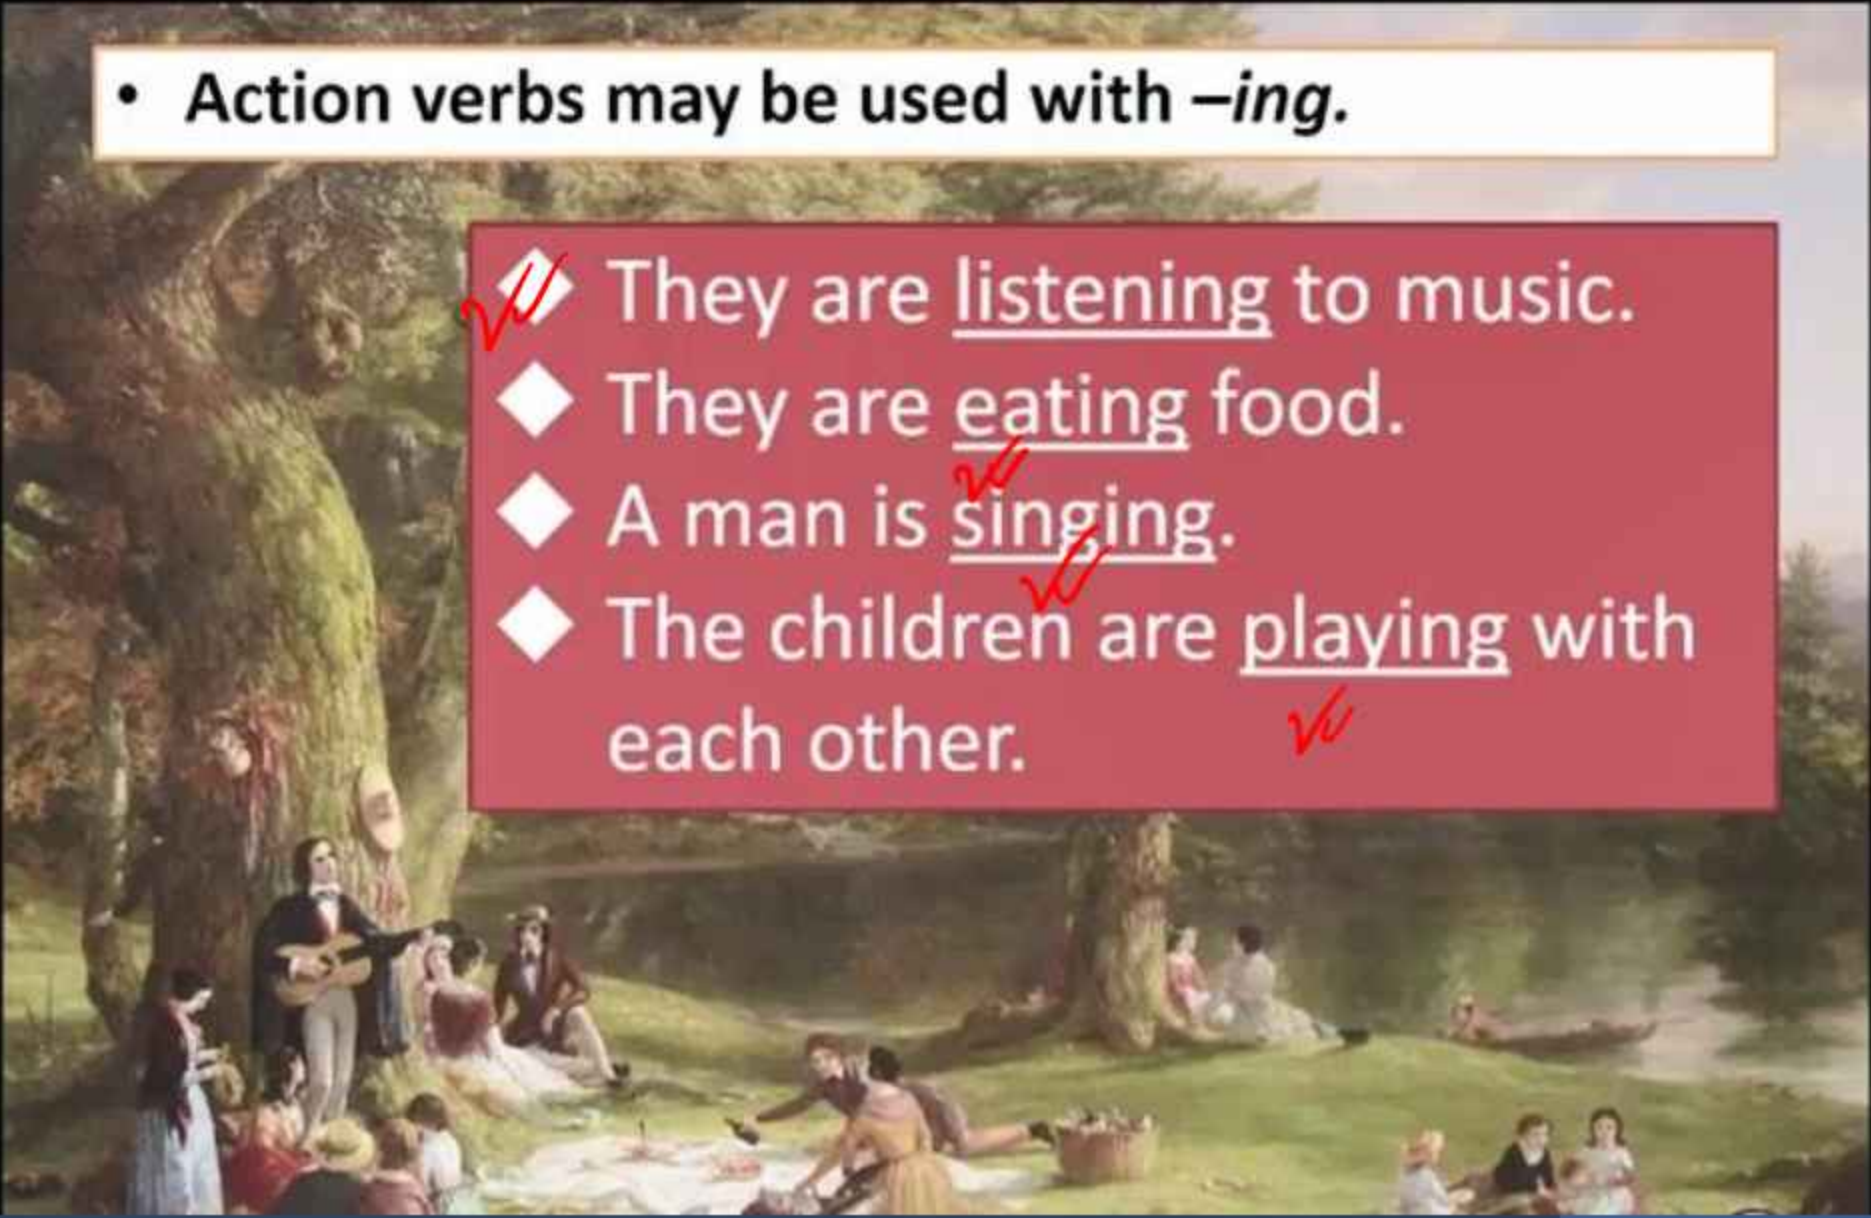 • Action verbs may be used with –ing.
◆ They are listening to music.
◆ They are eating food.
◆ A man is singing.
◆ The children are playing with
each other.